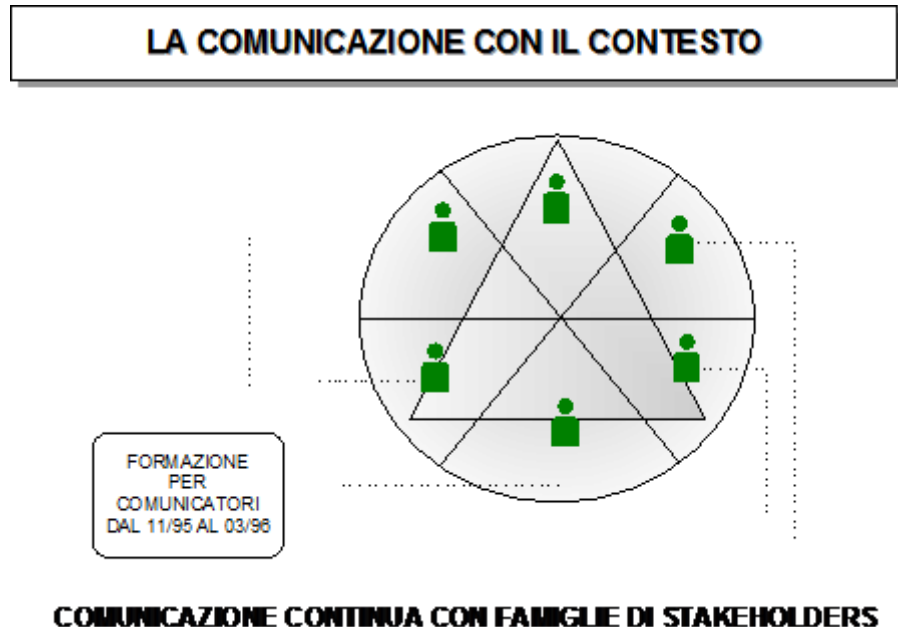 LA COMUNICAZIONE CON IL CONTESTO
FORMAZIONE
PER
COMUNICATORI
DAL 11/95 AL 03/96
COMUNICAZIONE CONTINUA CON FAMIGLIE DI STAKEHOLDERS